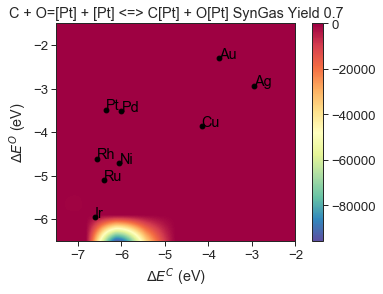 C + O=[Pt] + [Pt] <=> C[Pt] + O[Pt] SynGas Yield 0.7
−2
−3
−4
−5
−6
ΔE^O (eV)
Au
Ag
Pt
Pd
Cu
Rh
Ni
Ru
Ir
−7
−6
−5
−4
−3
−2
ΔE^C (eV)
0
−20000
−40000
−60000
−80000